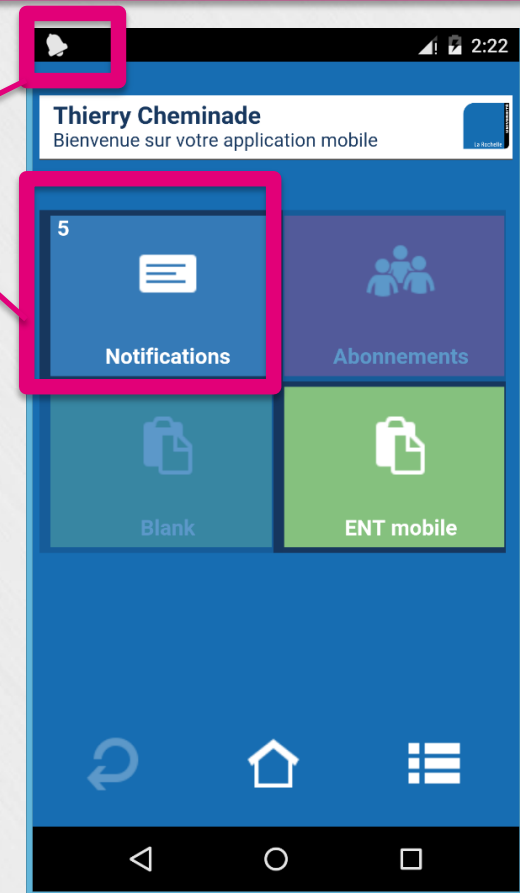 2:22
Thierry Cheminade
Bienvenue sur votre application mobile
La Rochelle
5
Notifications
Abonnements
Blank
ENT mobile